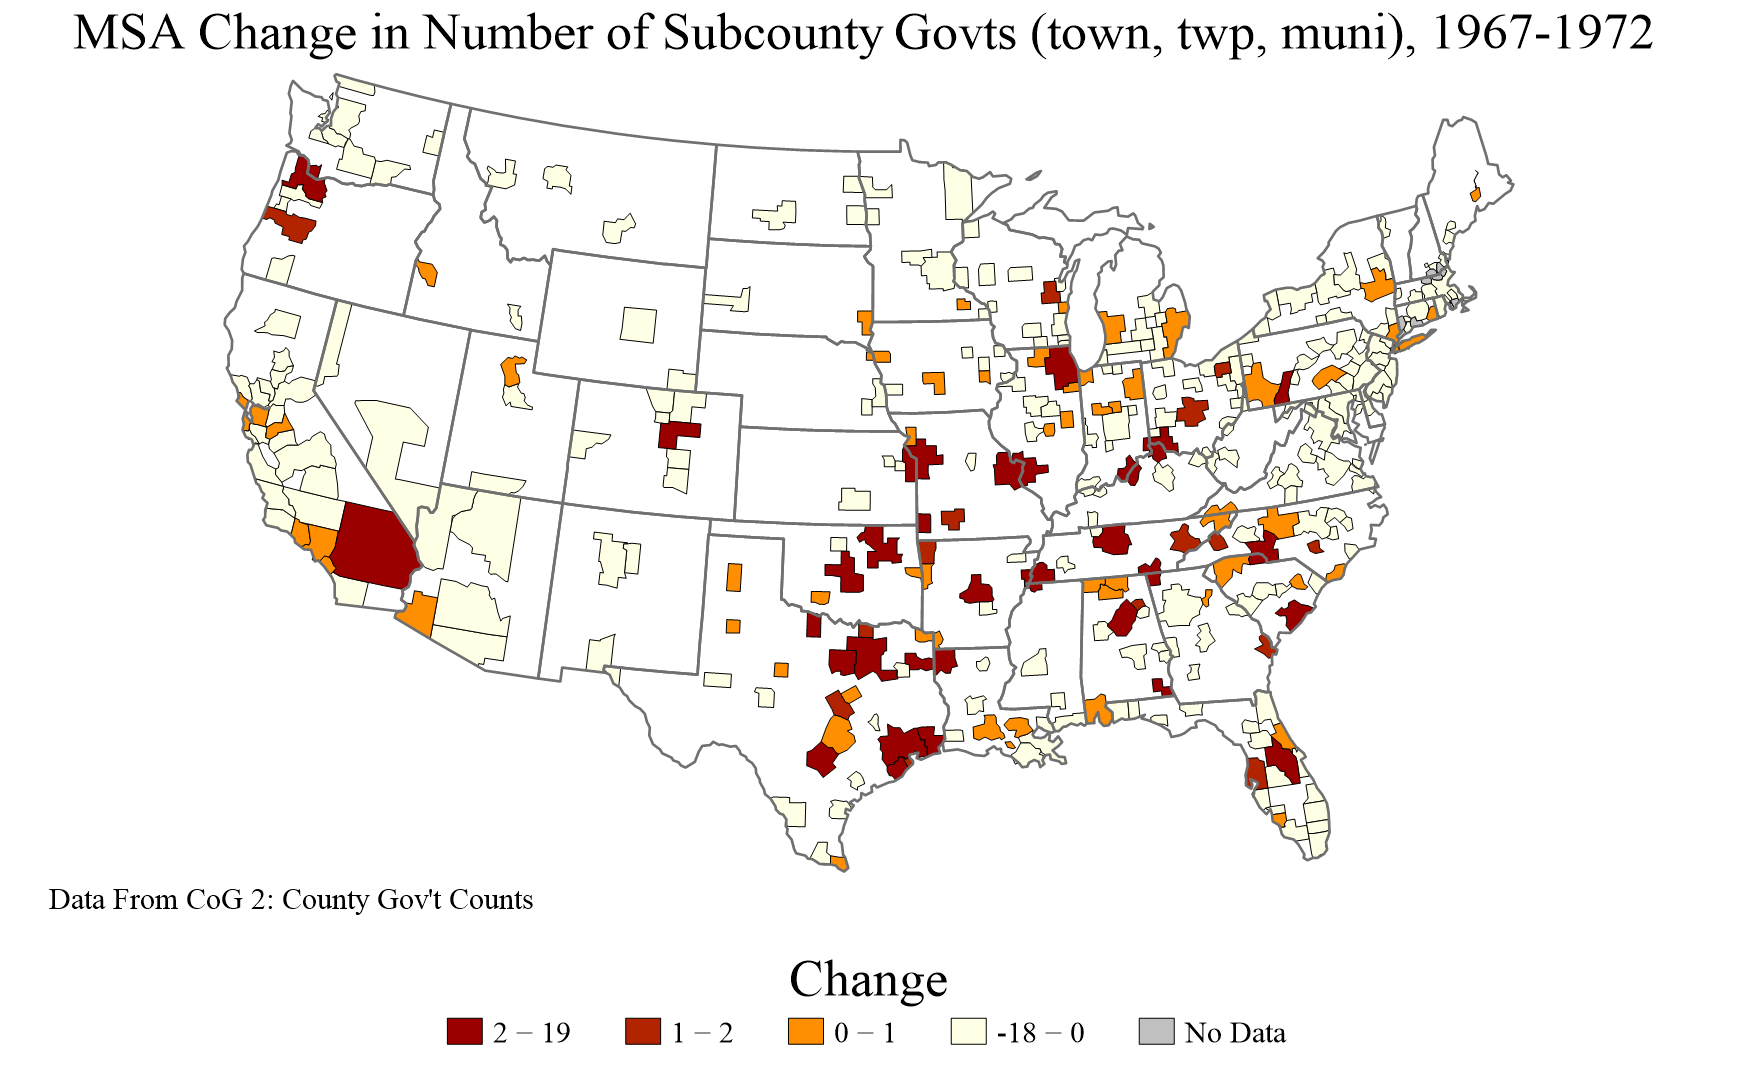 MSA Change in Number of Subcounty Govts (town, twp, muni), 1967-1972
Data From CoG 2: County Gov't Counts
Change
2 – 19 1 – 2 0 – 1 -18 – 0 No Data